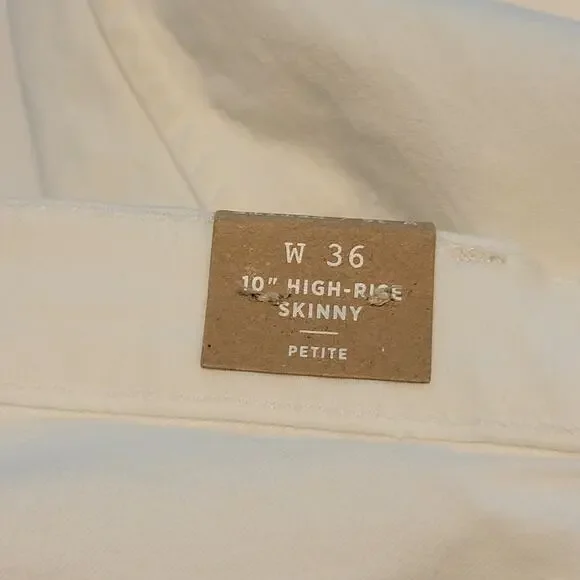 W 36
10" HIGH-RISE
SKINNY
PETITE